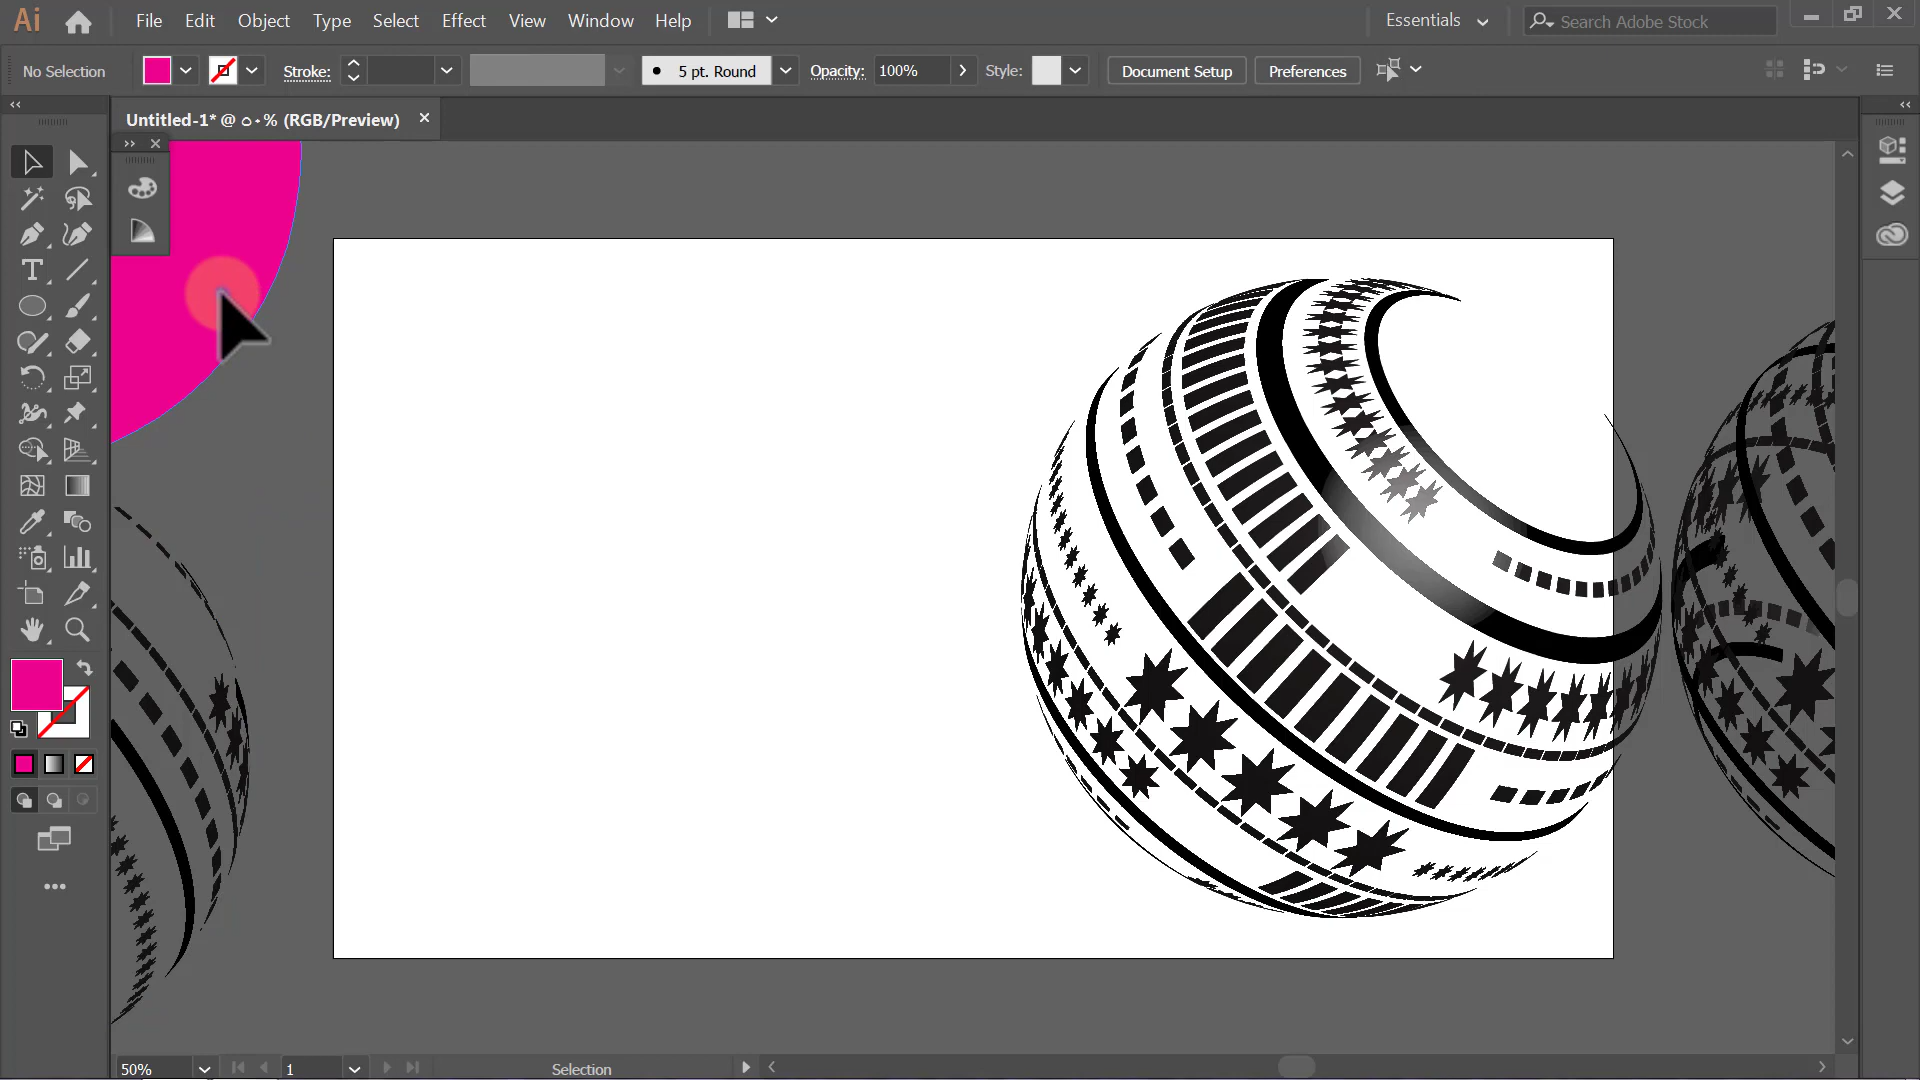 Ai File Edit Object Type Select Effect View Window Help Essentials Search Adobe Stock
No Selection Stroke: 5 pt. Round Opacity: 100% Style: Document Setup Preferences
Untitled-1* @ ٥٠% (RGB/Preview)
50% 1 Selection